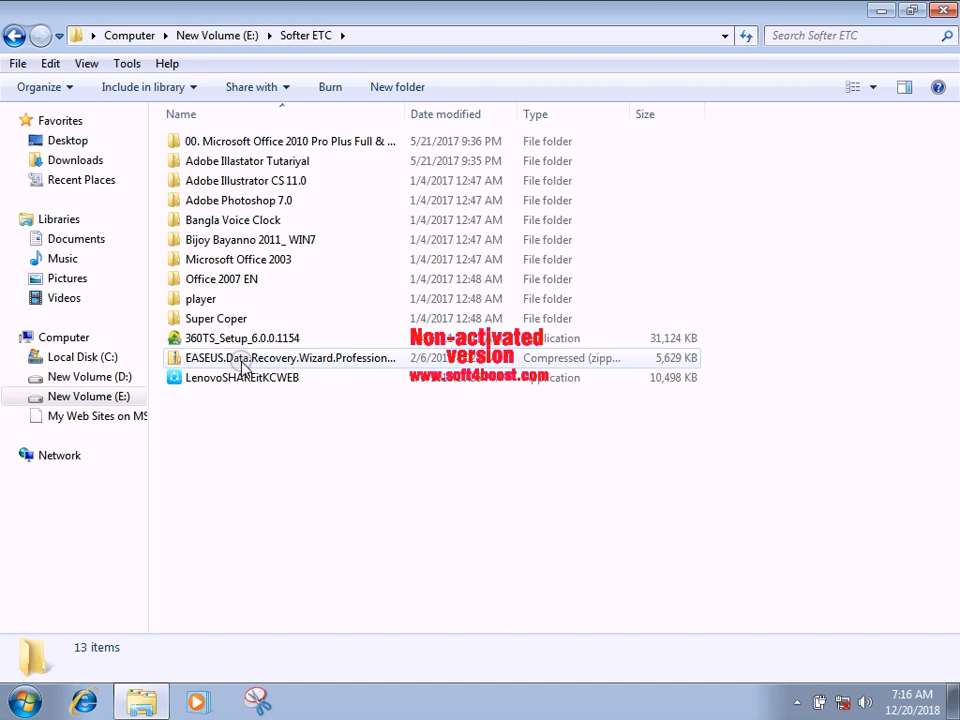 Computer
New Volume (E:)
Softer ETC
Search Softer ETC
File Edit View Tools Help
Organize Include in library Share with Burn New folder
Name Date modified Type Size
Favorites
Desktop
Downloads
Recent Places
Libraries
Documents
Music
Pictures
Videos
Computer
Local Disk (C:)
New Volume (D:)
New Volume (E:)
My Web Sites on MS
Network
00. Microsoft Office 2010 Pro Plus Full & ... 5/21/2017 9:36 PM File folder
Adobe Illastator Tutariyal 5/21/2017 9:35 PM File folder
Adobe Illustrator CS 11.0 1/4/2017 12:47 AM File folder
Adobe Photoshop 7.0 1/4/2017 12:47 AM File folder
Bangla Voice Clock 1/4/2017 12:47 AM File folder
Bijoy Bayanno 2011_ WIN7 1/4/2017 12:47 AM File folder
Microsoft Office 2003 1/4/2017 12:47 AM File folder
Office 2007 EN 1/4/2017 12:48 AM File folder
player 1/4/2017 12:48 AM File folder
Super Coper 1/4/2017 12:48 AM File folder
360TS_Setup_6.0.0.1154 31,124 KB
EASEUS.Data.Recovery.Wizard.Profession... Compressed (zipp... 5,629 KB
LenovoSHAREitKCWEB 10,498 KB
Non-activated
version
www.soft4boost.com
13 items
7:16 AM
12/20/2018